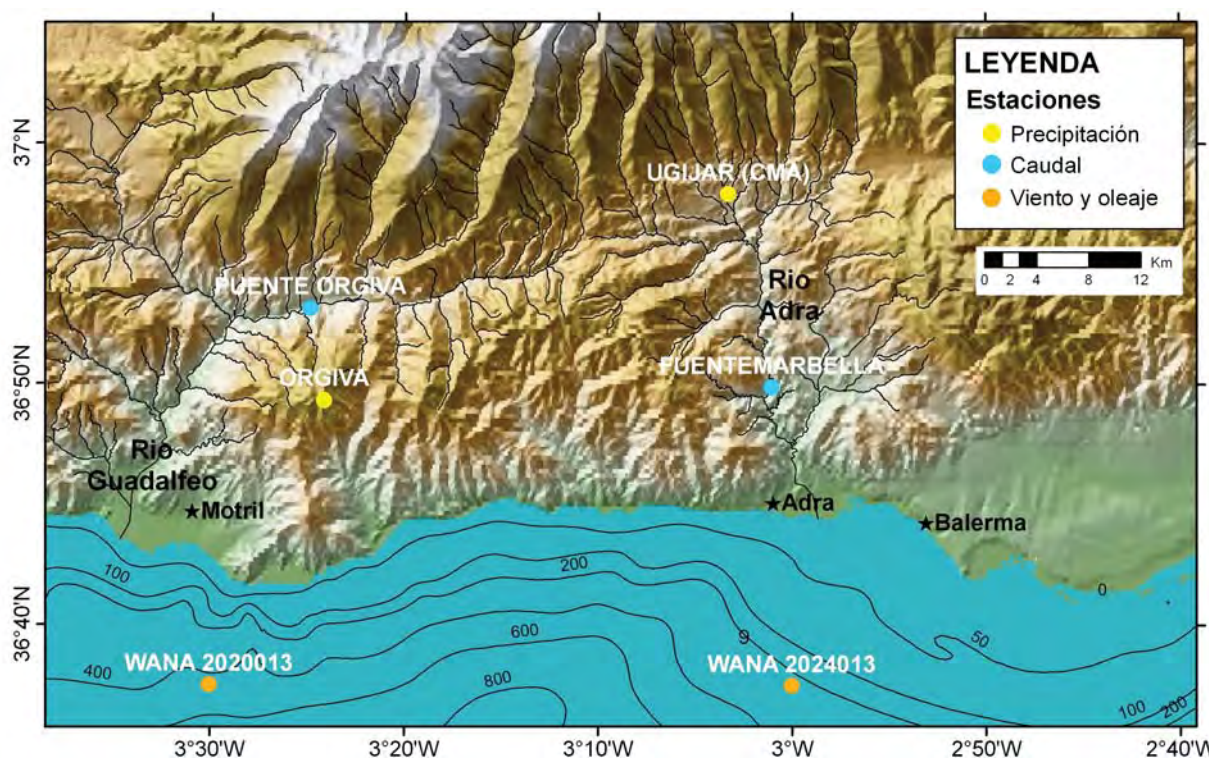 LEYENDA
Estaciones
Precipitación
Caudal
Viento y oleaje
0 2 4 8 12 Km
UGIJAR (CMA)
PUENTE ORGIVA
Rio
Adra
ORGIVA
FUENTEMARBELLA
Rio
Guadalfeo
Motril
Adra
Balerma
100
200
0
50
600
400
800
100
200
WANA 2020013
WANA 2024013
37°N
36°50'N
36°40'N
3°30'W
3°20'W
3°10'W
3°W
2°50'W
2°40'W